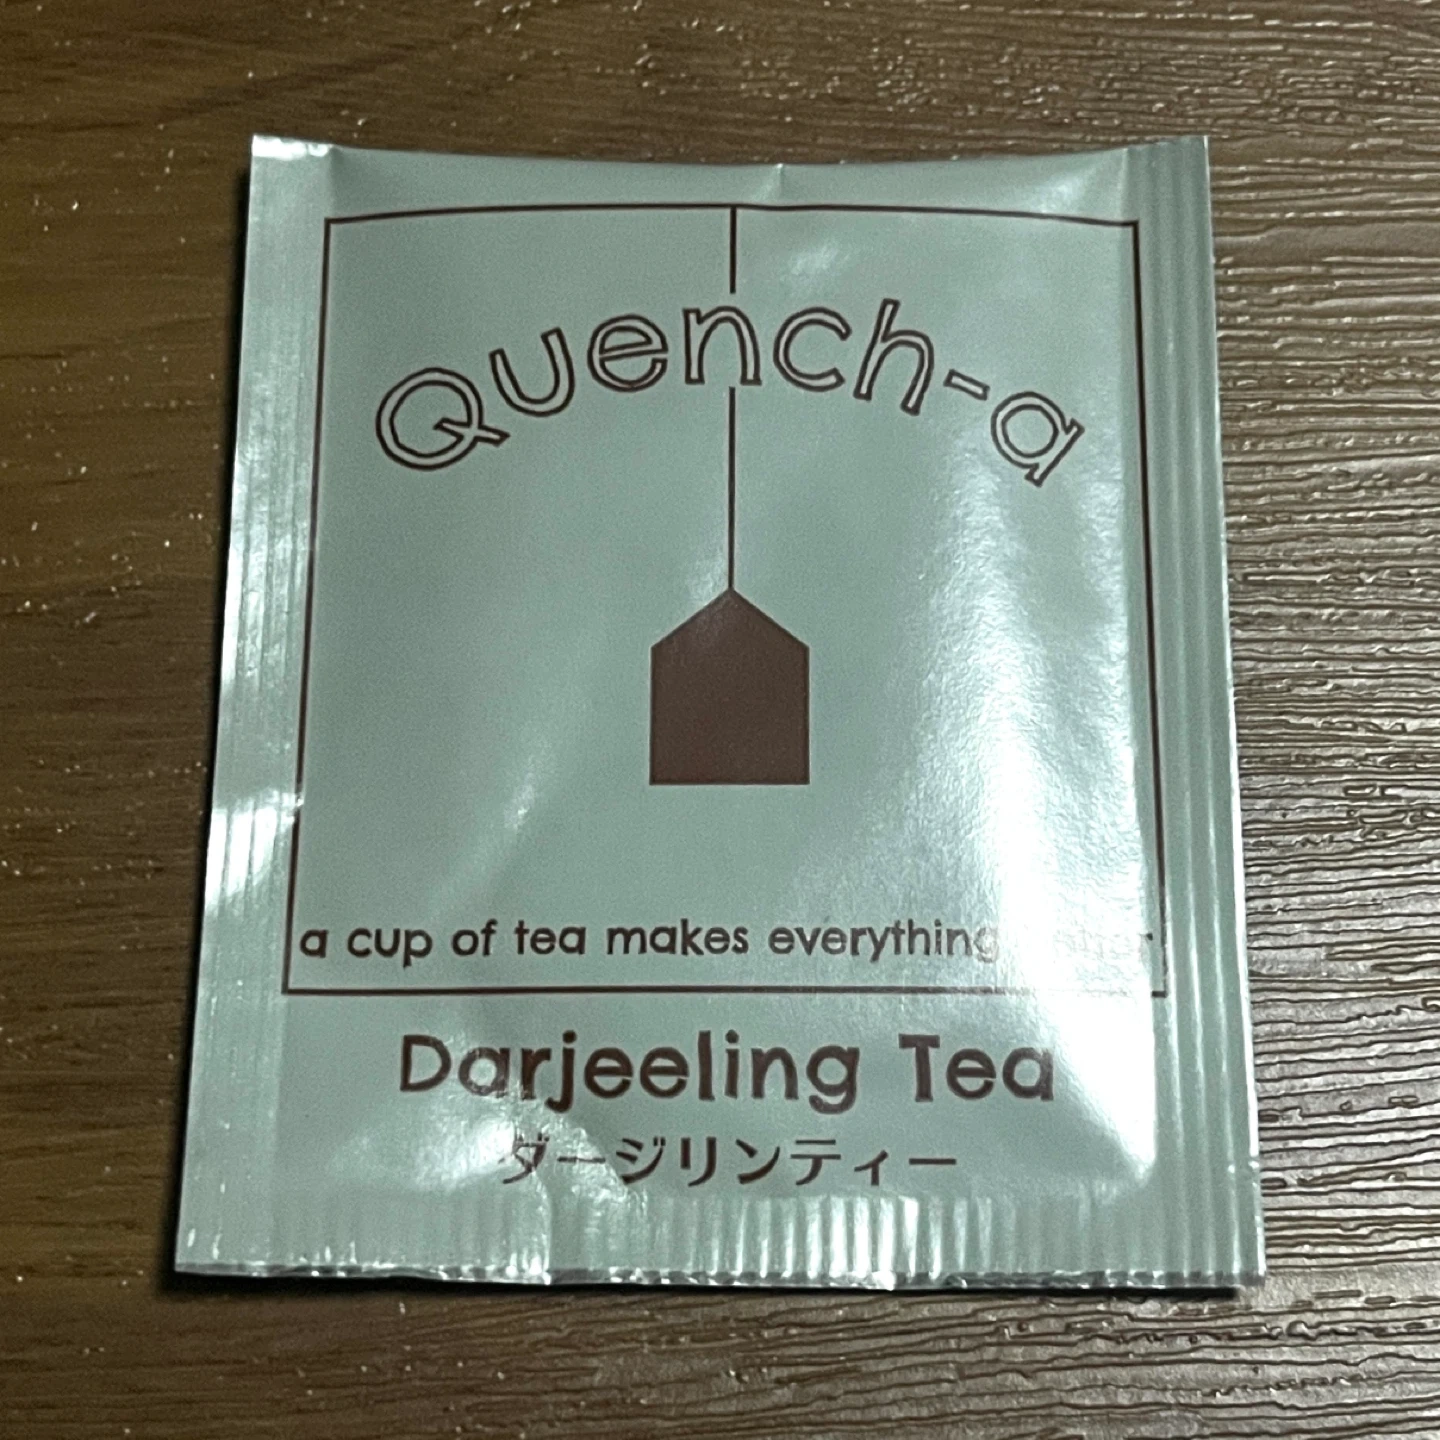 Quench-a
a cup of tea makes everything
Darjeeling Tea
ダージリンティー